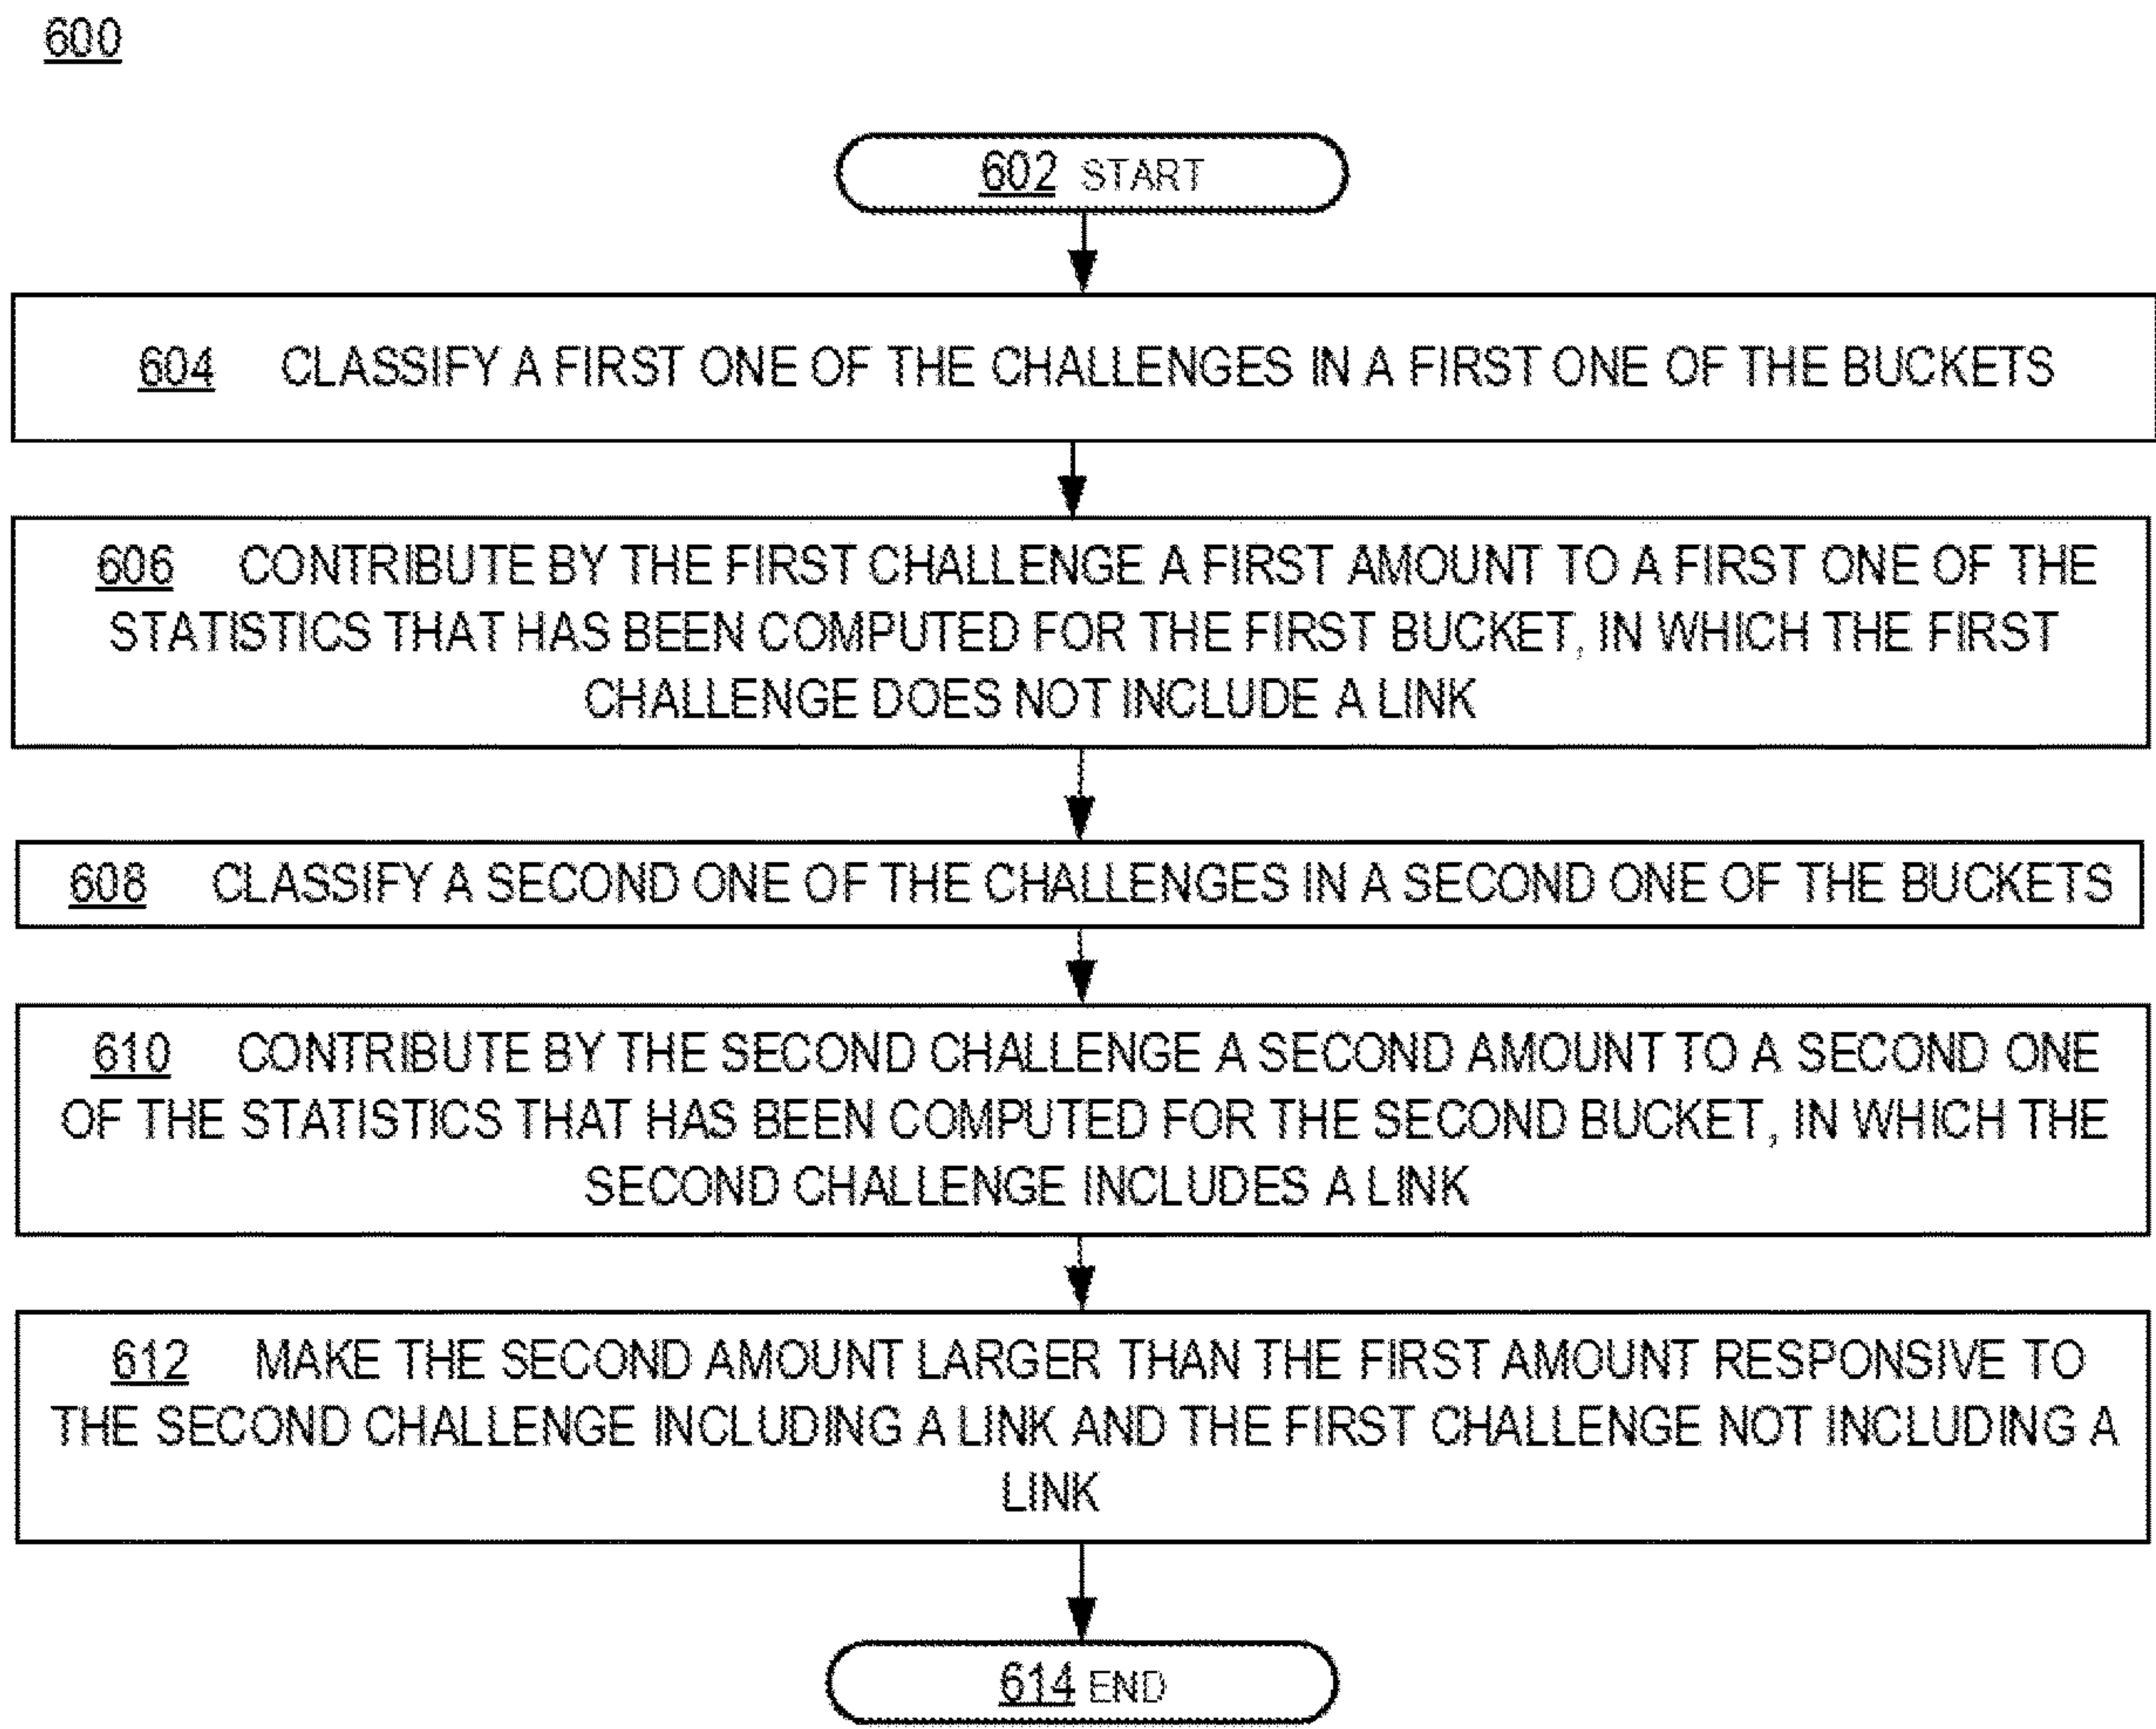 600
602 START
604 CLASSIFY A FIRST ONE OF THE CHALLENGES IN A FIRST ONE OF THE BUCKETS
606 CONTRIBUTE BY THE FIRST CHALLENGE A FIRST AMOUNT TO A FIRST ONE OF THE
STATISTICS THAT HAS BEEN COMPUTED FOR THE FIRST BUCKET, IN WHICH THE FIRST
CHALLENGE DOES NOT INCLUDE A LINK
608 CLASSIFY A SECOND ONE OF THE CHALLENGES IN A SECOND ONE OF THE BUCKETS
610 CONTRIBUTE BY THE SECOND CHALLENGE A SECOND AMOUNT TO A SECOND ONE
OF THE STATISTICS THAT HAS BEEN COMPUTED FOR THE SECOND BUCKET, IN WHICH THE
SECOND CHALLENGE INCLUDES A LINK
612 MAKE THE SECOND AMOUNT LARGER THAN THE FIRST AMOUNT RESPONSIVE TO
THE SECOND CHALLENGE INCLUDING A LINK AND THE FIRST CHALLENGE NOT INCLUDING A
LINK
614 END